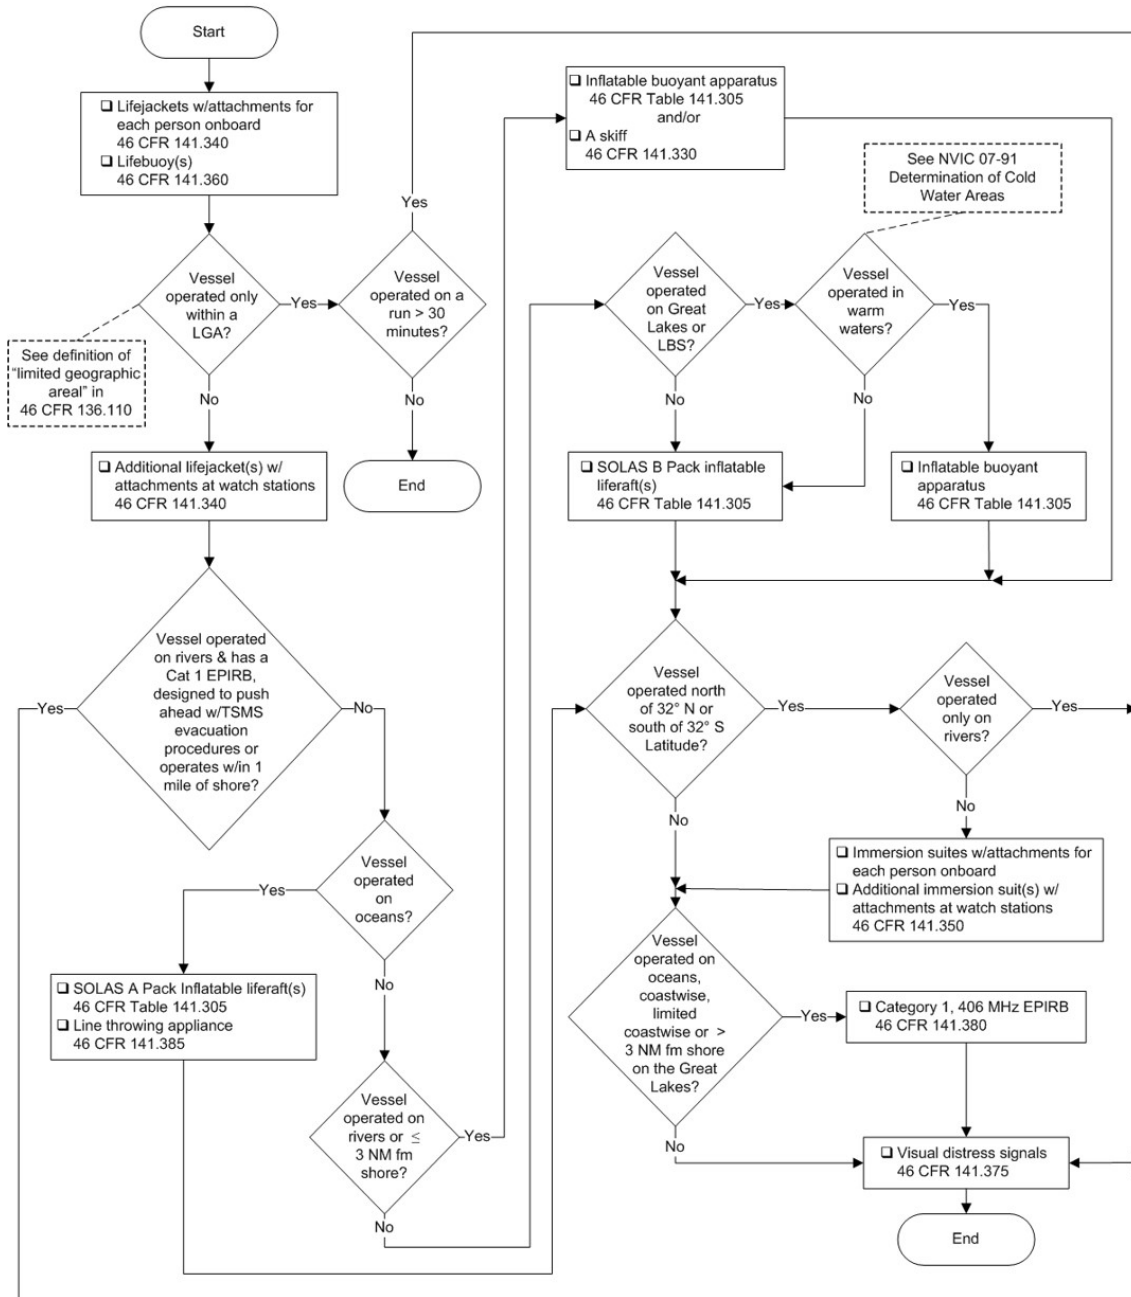 Start
❑ Lifejackets w/attachments for
each person onboard
46 CFR 141.340
❑ Lifebuoy(s)
46 CFR 141.360
Vessel
operated only
within a
LGA?
See definition of
“limited geographic
areal” in
46 CFR 136.110
Yes
Vessel
operated on a
run > 30
minutes?
Yes
No
End
No
❑ Additional lifejacket(s) w/
attachments at watch stations
46 CFR 141.340
Vessel operated
on rivers & has a
Cat 1 EPIRB,
designed to push
ahead w/TSMS
evacuation
procedures or
operates w/in 1
mile of shore?
Yes
No
Vessel
operated
on
oceans?
Yes
No
❑ SOLAS A Pack Inflatable liferaft(s)
46 CFR Table 141.305
❑ Line throwing appliance
46 CFR 141.385
Vessel
operated on
rivers or ≤
3 NM fm
shore?
Yes
No
❑ Inflatable buoyant apparatus
46 CFR Table 141.305
and/or
❑ A skiff
46 CFR 141.330
See NVIC 07-91
Determination of Cold
Water Areas
Vessel
operated
on Great
Lakes or
LBS?
Yes
No
Vessel
operated in
warm
waters?
Yes
No
❑ SOLAS B Pack inflatable
liferaft(s)
46 CFR Table 141.305
❑ Inflatable buoyant
apparatus
46 CFR Table 141.305
Vessel
operated north
of 32° N or
south of 32° S
Latitude?
Yes
No
Vessel
operated
only on
rivers?
Yes
No
❑ Immersion suites w/attachments for
each person onboard
❑ Additional immersion suit(s) w/
attachments at watch stations
46 CFR 141.350
Vessel
operated on
oceans,
coastwise,
limited
coastwise or >
3 NM fm shore
on the Great
Lakes?
Yes
No
❑ Category 1, 406 MHz EPIRB
46 CFR 141.380
❑ Visual distress signals
46 CFR 141.375
End